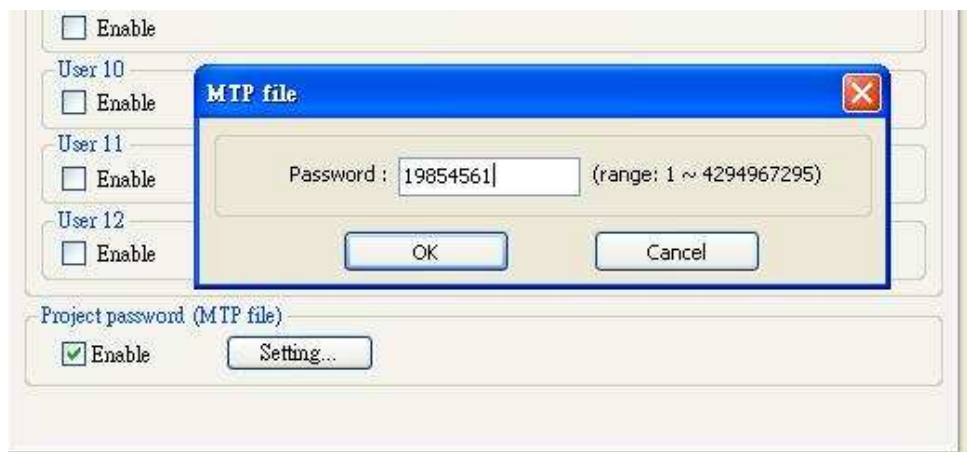 Enable
User 10
Enable
MTP file
User 11
Enable
Password : 19854561 (range: 1 ~ 4294967295)
User 12
Enable
OK Cancel
Project password (MTP file)
Enable Setting...